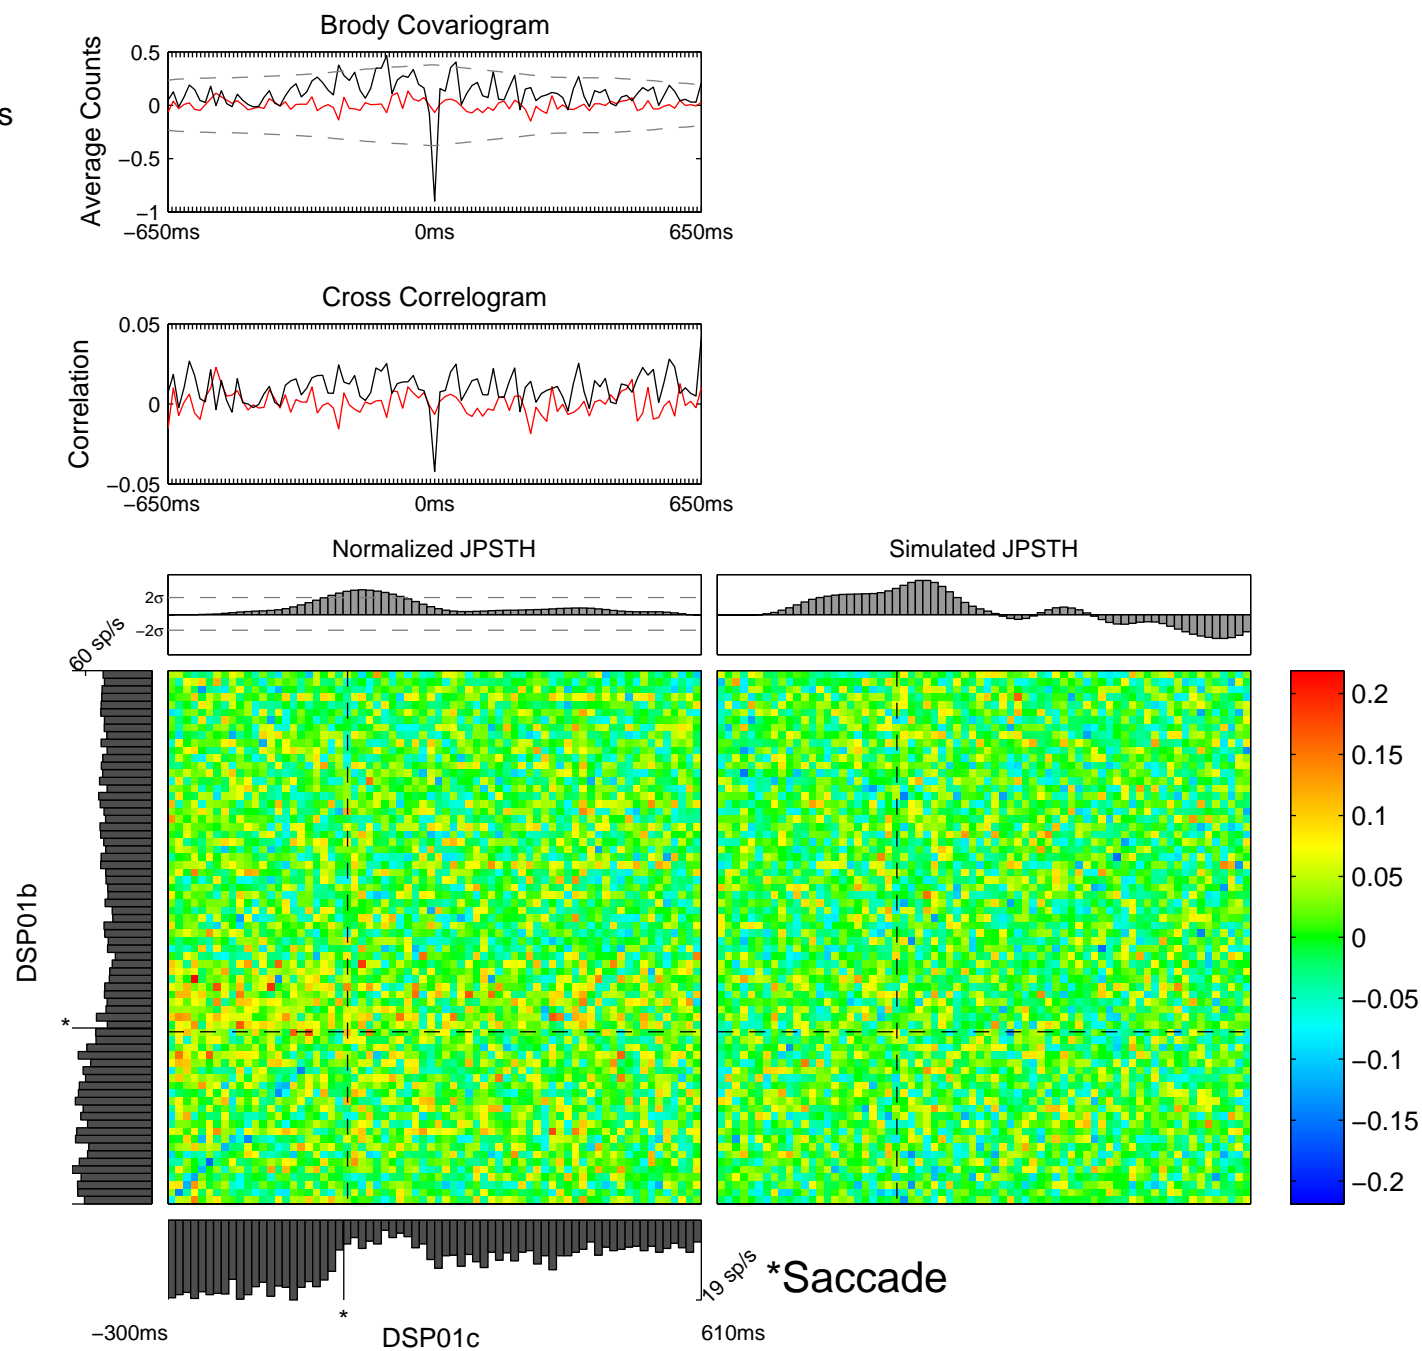 Brody Covariogram
s
Average Counts
0.5
0
−0.5
−1
−650ms
0ms
650ms
Cross Correlogram
Correlation
0.05
0
−0.05
−650ms
0ms
650ms
Normalized JPSTH
Simulated JPSTH
2σ
−2σ
60 sp/s
DSP01b
*
0.2
0.15
0.1
0.05
0
−0.05
−0.1
−0.15
−0.2
19 sp/s
*Saccade
*
−300ms
DSP01c
610ms